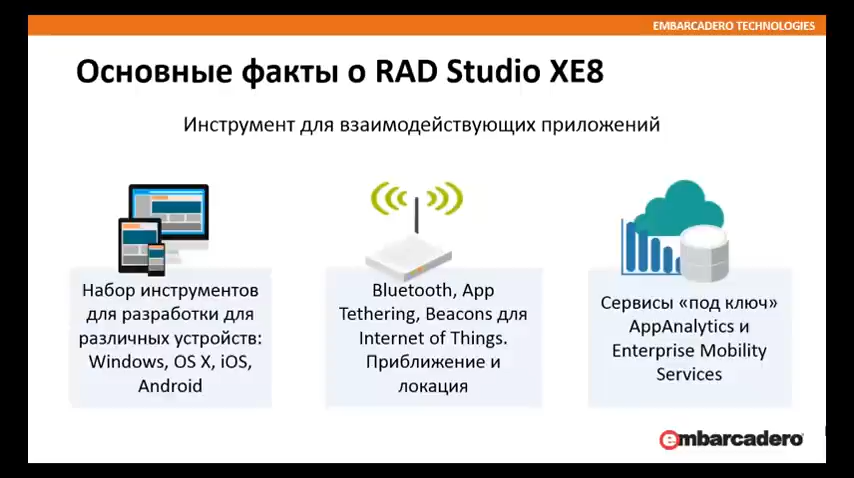 EMBARCADERO TECHNOLOGIES
Основные факты о RAD Studio XE8
Инструмент для взаимодействующих приложений
Набор инструментов
для разработки для
различных устройств:
Windows, OS X, iOS,
Android
Bluetooth, App
Tethering, Beacons для
Internet of Things.
Приближение и
локация
Сервисы «под ключ»
AppAnalytics и
Enterprise Mobility
Services
embarcadero